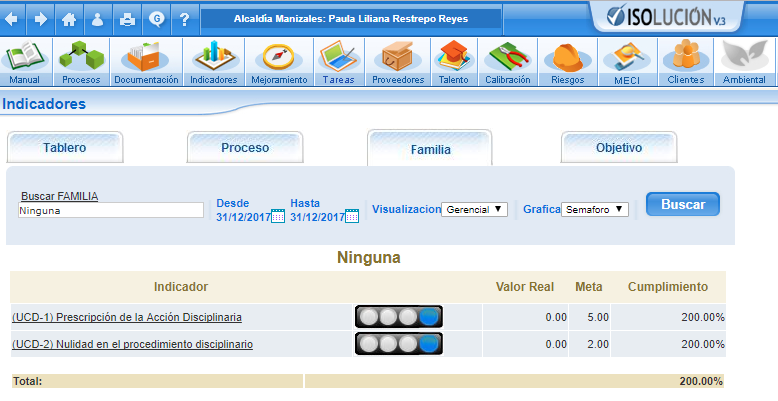 G ? Alcaldía Manizales: Paula Liliana Restrepo Reyes ISOLUCIÓN V.3
Manual Procesos Documentación Indicadores Mejoramiento Tareas Proveedores Talento Calibración Riesgos MECI Clientes Ambiental
Indicadores
Tablero Proceso Familia Objetivo
Buscar FAMILIA
Ninguna
Desde
31/12/2017
Hasta
31/12/2017
Visualizacion Gerencial
Grafica Semaforo
Buscar
Ninguna
Indicador Valor Real Meta Cumplimiento
(UCD-1) Prescripción de la Acción Disciplinaria 0.00 5.00 200.00%
(UCD-2) Nulidad en el procedimiento disciplinario 0.00 2.00 200.00%
Total: 200.00%